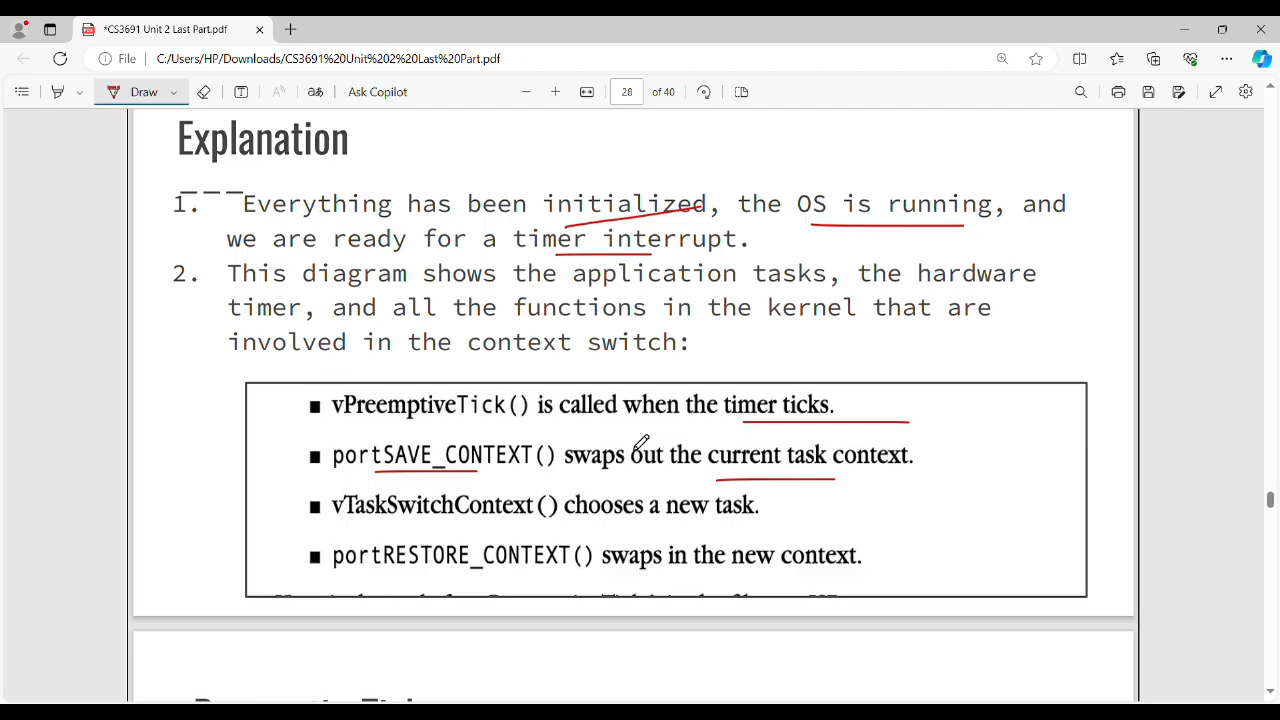 *CS3691 Unit 2 Last Part.pdf
File
C:/Users/HP/Downloads/CS3691%20Unit%202%20Last%20Part.pdf
Draw
Ask Copilot
28 of 40
Explanation
1. Everything has been initialized, the OS is running, and
we are ready for a timer interrupt.
2. This diagram shows the application tasks, the hardware
timer, and all the functions in the kernel that are
involved in the context switch:
■ vPreemptiveTick() is called when the timer ticks.
■ portSAVE_CONTEXT() swaps out the current task context.
■ vTaskSwitchContext() chooses a new task.
■ portRESTORE_CONTEXT() swaps in the new context.